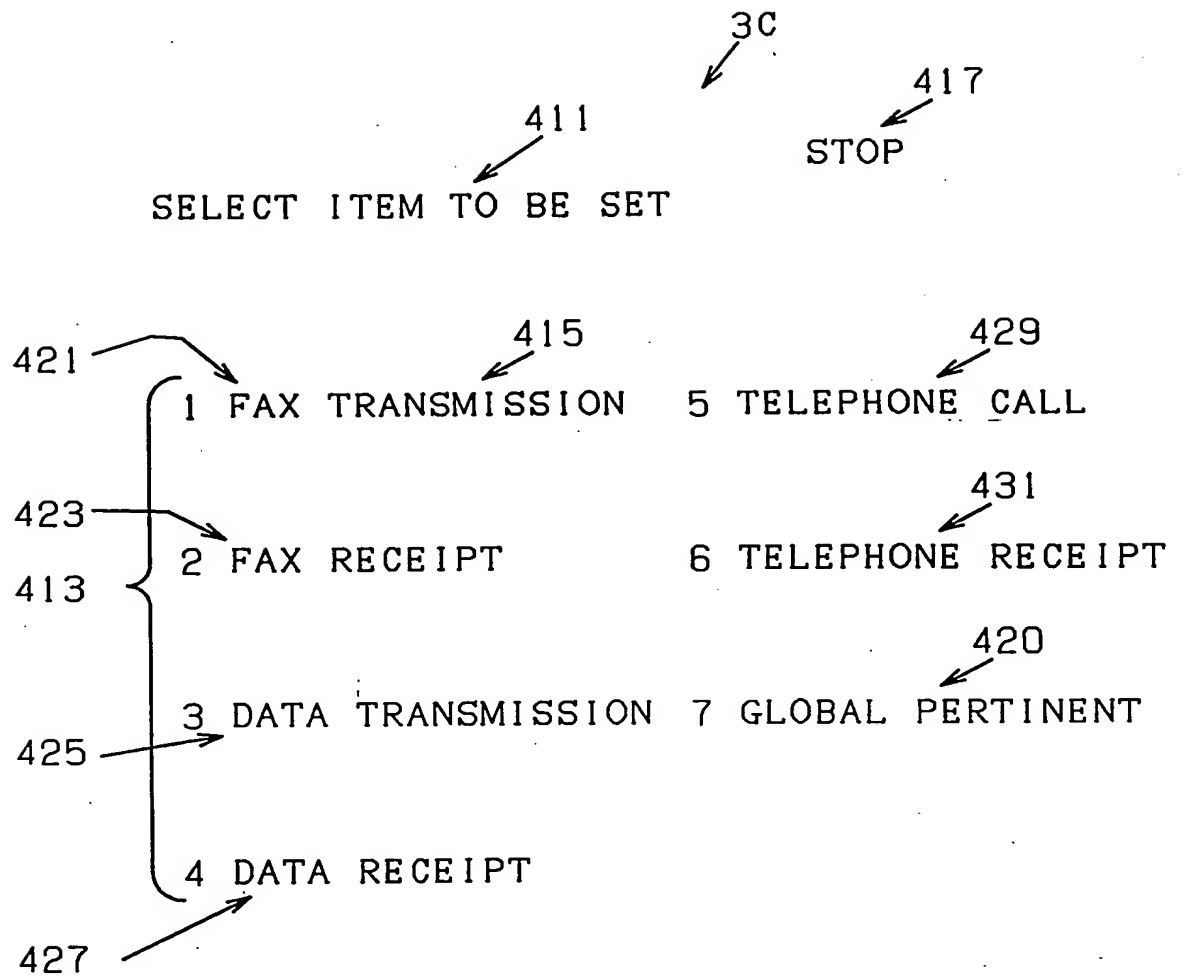 3C
417
411
STOP
SELECT ITEM TO BE SET
415
429
421
1 FAX TRANSMISSION 5 TELEPHONE CALL
431
423
2 FAX RECEIPT 6 TELEPHONE RECEIPT
413
420
3 DATA TRANSMISSION 7 GLOBAL PERTINENT
425
4 DATA RECEIPT
427